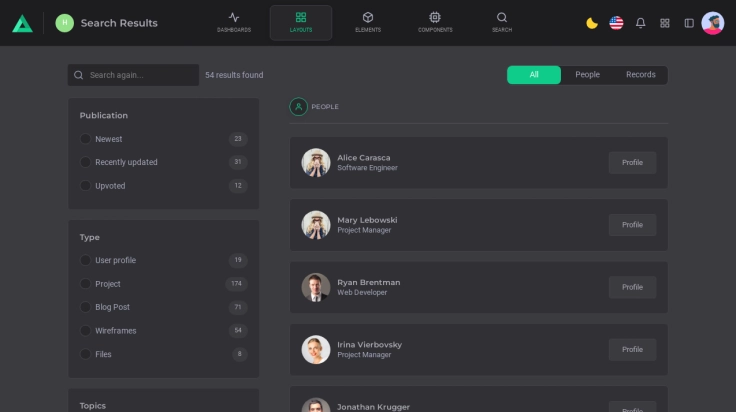 H
Search Results
DASHBOARDS
LAYOUTS
ELEMENTS
COMPONENTS
SEARCH
Search again...
54 results found
All
People
Records
Publication
Newest
23
Recently updated
31
Upvoted
12
Type
User profile
19
Project
174
Blog Post
71
Wireframes
54
Files
8
Topics
PEOPLE
Alice Carasca
Software Engineer
Profile
Mary Lebowski
Project Manager
Profile
Ryan Brentman
Web Developer
Profile
Irina Vierbovsky
Project Manager
Profile
Jonathan Krugger
Profile